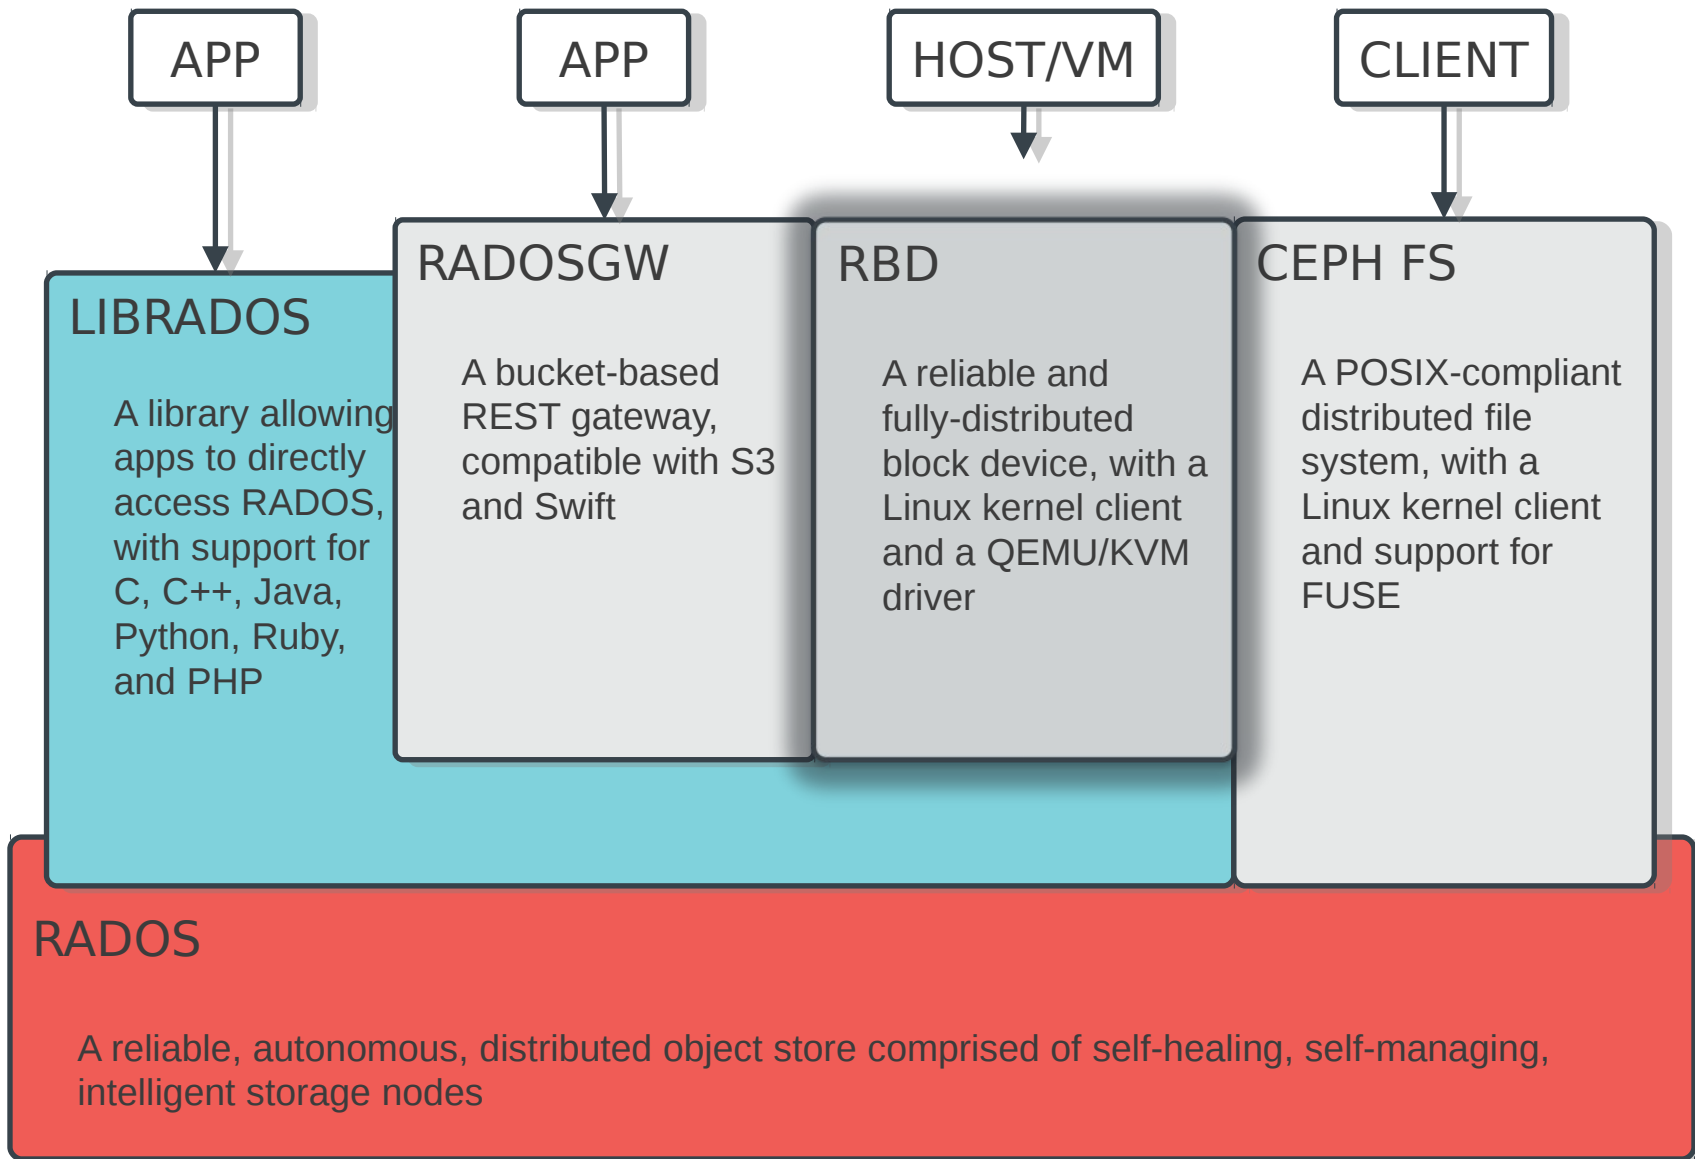 APP
APP
HOST/VM
CLIENT
LIBRADOS
A library allowing
apps to directly
access RADOS,
with support for
C, C++, Java,
Python, Ruby,
and PHP
RADOSGW
A bucket-based
REST gateway,
compatible with S3
and Swift
RBD
A reliable and
fully-distributed
block device, with a
Linux kernel client
and a QEMU/KVM
driver
CEPH FS
A POSIX-compliant
distributed file
system, with a
Linux kernel client
and support for
FUSE
RADOS
A reliable, autonomous, distributed object store comprised of self-healing, self-managing,
intelligent storage nodes